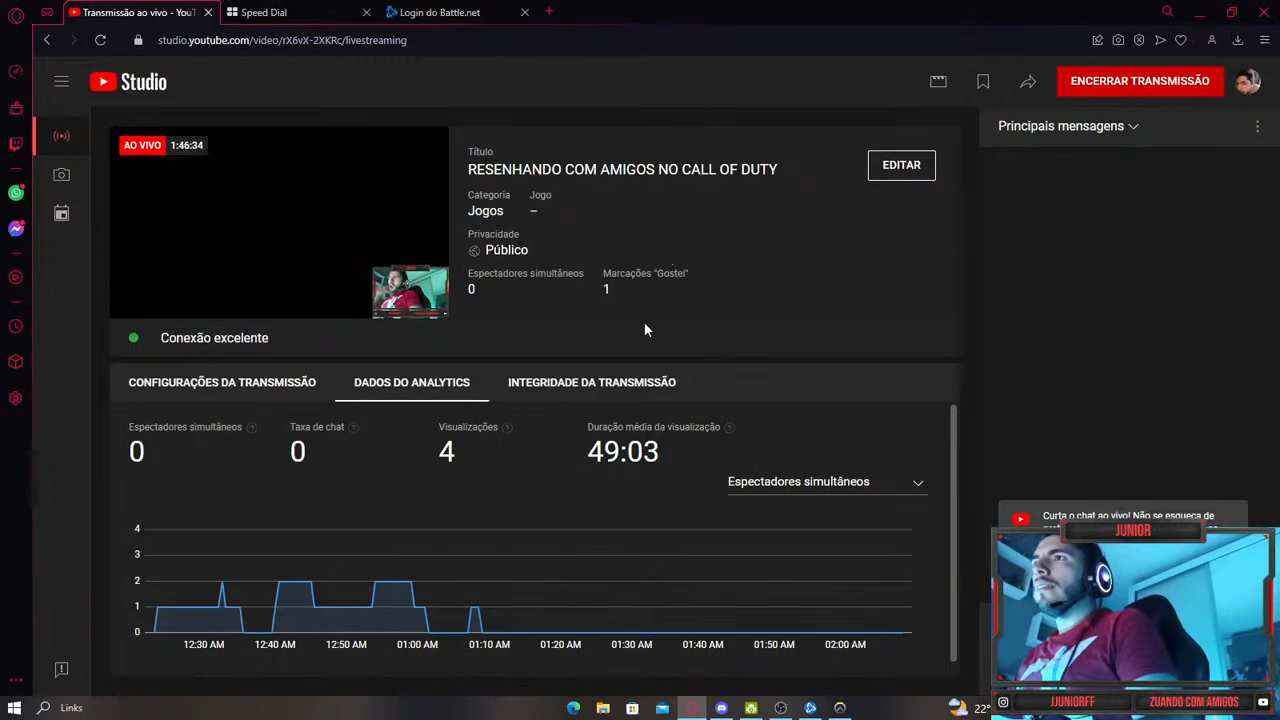 Transmissão ao vivo - YouT
Speed Dial
Login do Battle.net
studio.youtube.com/video/rX6vX-2XKRc/livestreaming
Studio
ENCERRAR TRANSMISSÃO
Principais mensagens
AO VIVO 1:46:34
Título
RESENHANDO COM AMIGOS NO CALL OF DUTY
EDITAR
Categoria Jogo
Jogos –
Privacidade
Público
Espectadores simultâneos Marcações "Gostei"
0 1
Conexão excelente
CONFIGURAÇÕES DA TRANSMISSÃO DADOS DO ANALYTICS INTEGRIDADE DA TRANSMISSÃO
Espectadores simultâneos Taxa de chat Visualizações Duração média da visualização
0 0 4 49:03
Espectadores simultâneos
4
3
2
1
0
12:30 AM 12:40 AM 12:50 AM 01:00 AM 01:10 AM 01:20 AM 01:30 AM 01:40 AM 01:50 AM 02:00 AM
Curta o chat ao vivo! Não se esqueça de
JUNIOR
JJUNIORFF ZUANDO COM AMIGOS
Links
22°